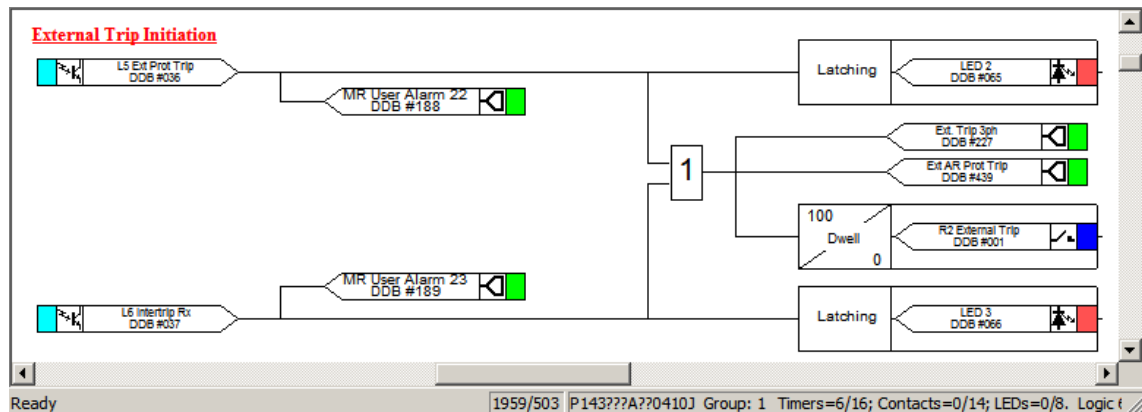 External Trip Initiation
L5 Ext Prot Trip
DDB #036
MR User Alarm 22
DDB #188
Latching
LED 2
DDB #065
Ext. Trip 3ph
DDB #227
1
Ext AR Prot Trip
DDB #439
100
Dwell
0
R2 External Trip
DDB #001
MR User Alarm 23
DDB #189
L6 Intertrip Rx
DDB #037
Latching
LED 3
DDB #066
Ready
1959/503
P143???A??0410J Group: 1 Timers=6/16; Contacts=0/14; LEDs=0/8. Logic